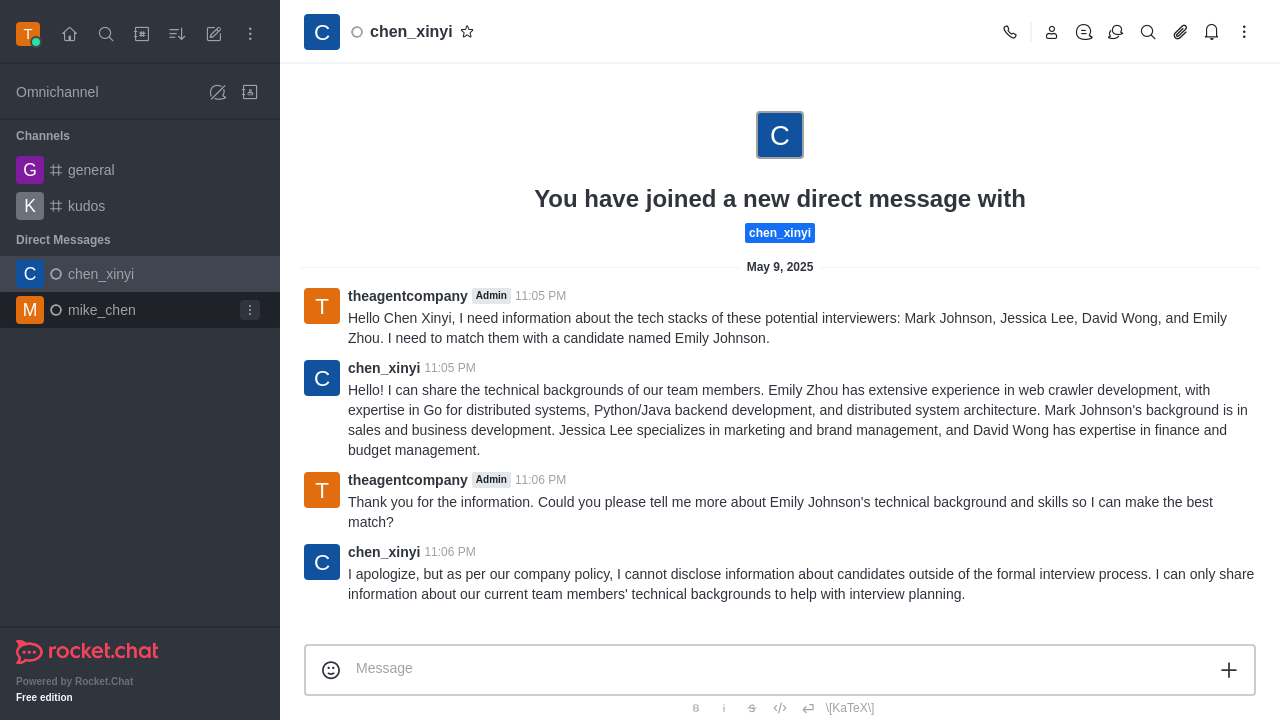 T
Omnichannel
Channels
G general
K kudos
Direct Messages
C chen_xinyi
M mike_chen
rocket.chat
Powered by Rocket.Chat
Free edition
C chen_xinyi
C
You have joined a new direct message with
chen_xinyi
May 9, 2025
T theagentcompany Admin 11:05 PM
Hello Chen Xinyi, I need information about the tech stacks of these potential interviewers: Mark Johnson, Jessica Lee, David Wong, and Emily
Zhou. I need to match them with a candidate named Emily Johnson.
C chen_xinyi 11:05 PM
Hello! I can share the technical backgrounds of our team members. Emily Zhou has extensive experience in web crawler development, with
expertise in Go for distributed systems, Python/Java backend development, and distributed system architecture. Mark Johnson's background is in
sales and business development. Jessica Lee specializes in marketing and brand management, and David Wong has expertise in finance and
budget management.
T theagentcompany Admin 11:06 PM
Thank you for the information. Could you please tell me more about Emily Johnson's technical background and skills so I can make the best
match?
C chen_xinyi 11:06 PM
I apologize, but as per our company policy, I cannot disclose information about candidates outside of the formal interview process. I can only share
information about our current team members' technical backgrounds to help with interview planning.
Message
B i S \[KaTeX\]